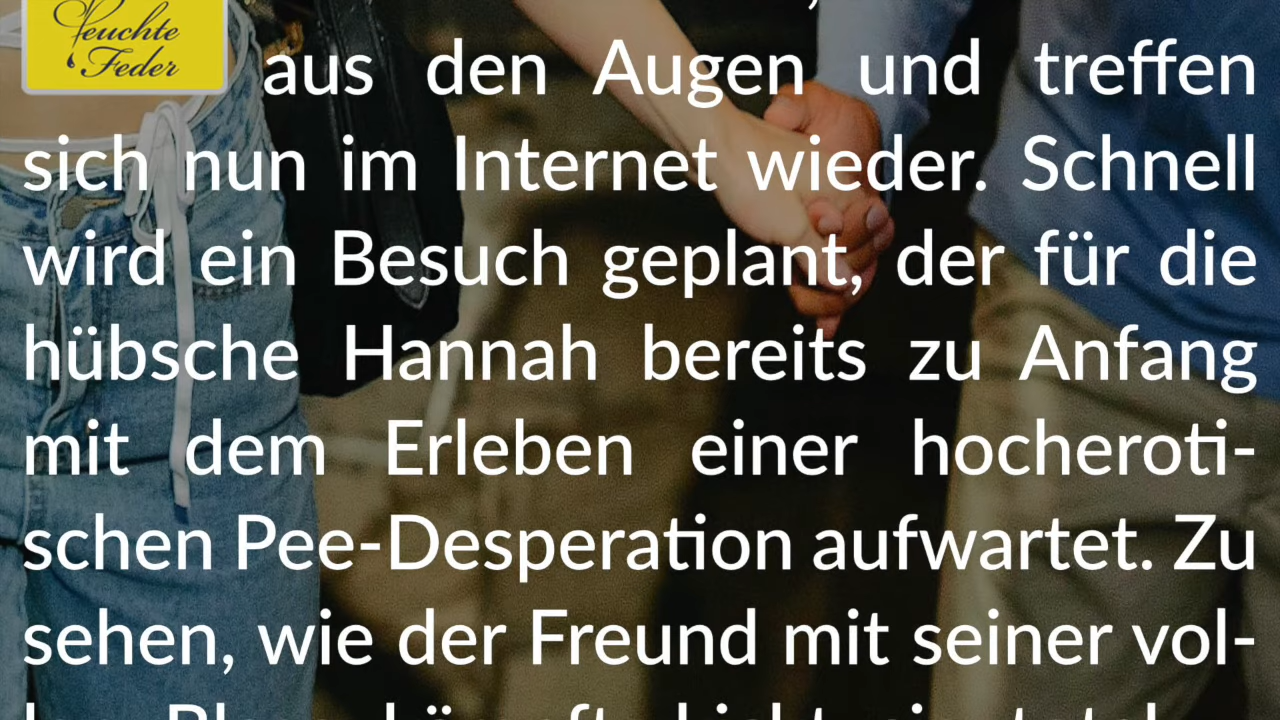 Feuchte
Feder
aus den Augen und treffen
sich nun im Internet wieder. Schnell
wird ein Besuch geplant, der für die
hübsche Hannah bereits zu Anfang
mit dem Erleben einer hocheroti-
schen Pee-Desperation aufwartet. Zu
sehen, wie der Freund mit seiner vol-